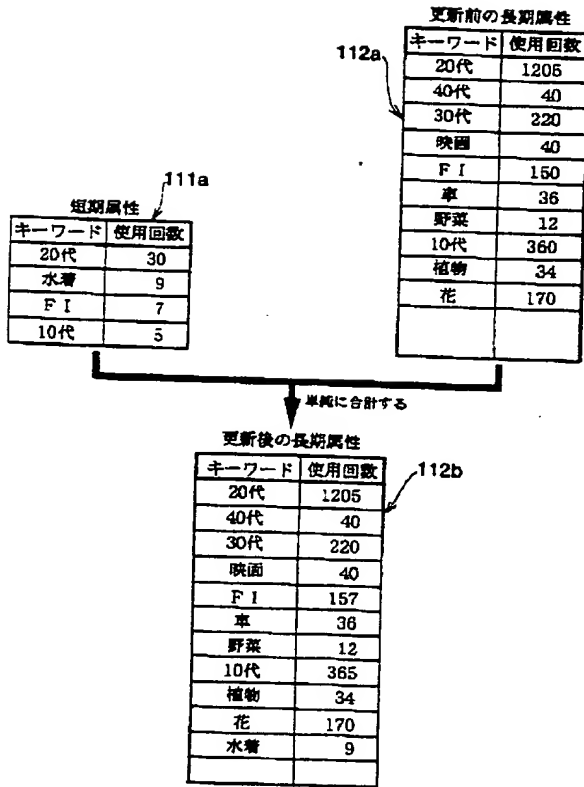 更新前の長期属性
112a
キーワード 使用回数
20代 1205
40代 40
30代 220
映画 40
F I 150
車 36
野菜 12
10代 360
植物 34
花 170
111a
短期属性
キーワード 使用回数
20代 30
水着 9
F I 7
10代 5
単純に合計する
更新後の長期属性
112b
キーワード 使用回数
20代 1205
40代 40
30代 220
映画 40
F I 157
車 36
野菜 12
10代 365
植物 34
花 170
水着 9